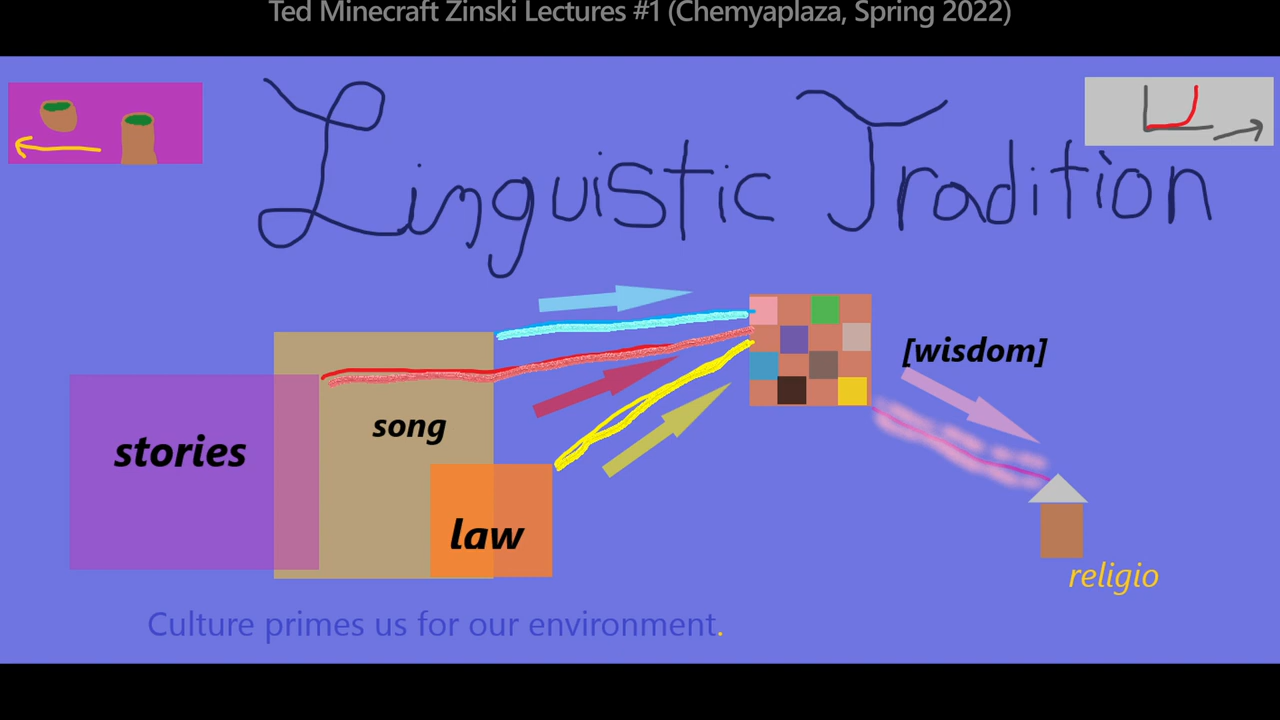 Ted Minecraft Zinski Lectures #1 (Chemyaplaza, Spring 2022)
Linguistic Tradition
[wisdom]
song
stories
law
religio
Culture primes us for our environment.